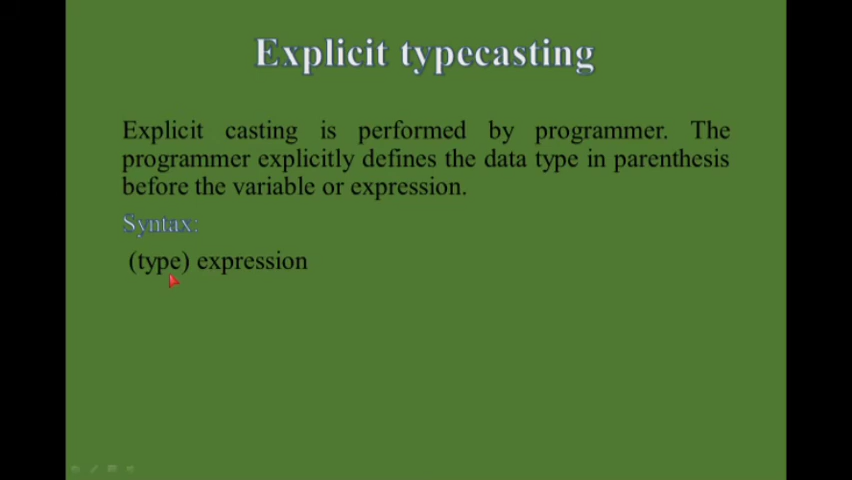 Explicit typecasting
Explicit casting is performed by programmer. The
programmer explicitly defines the data type in parenthesis
before the variable or expression.
Syntax:
(type) expression